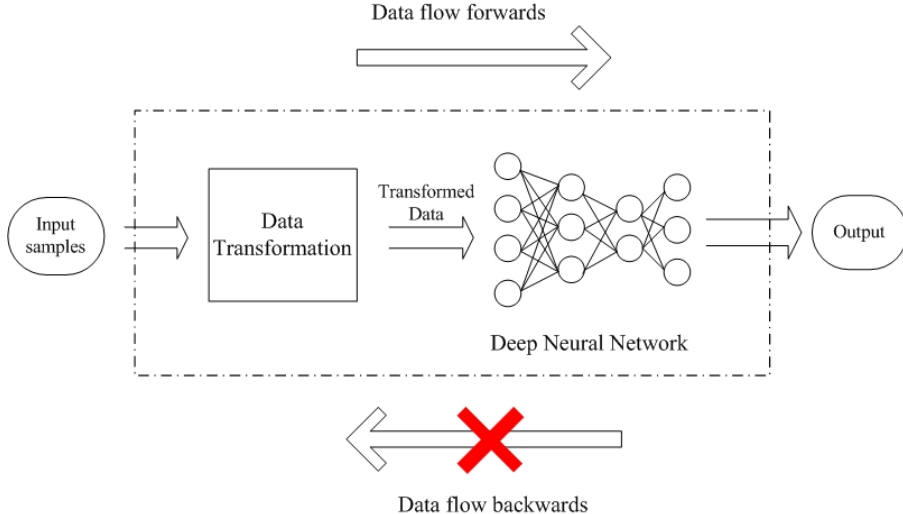 Data flow forwards
Input
samples
Data
Transformation
Transformed
Data
Deep Neural Network
Output
Data flow backwards